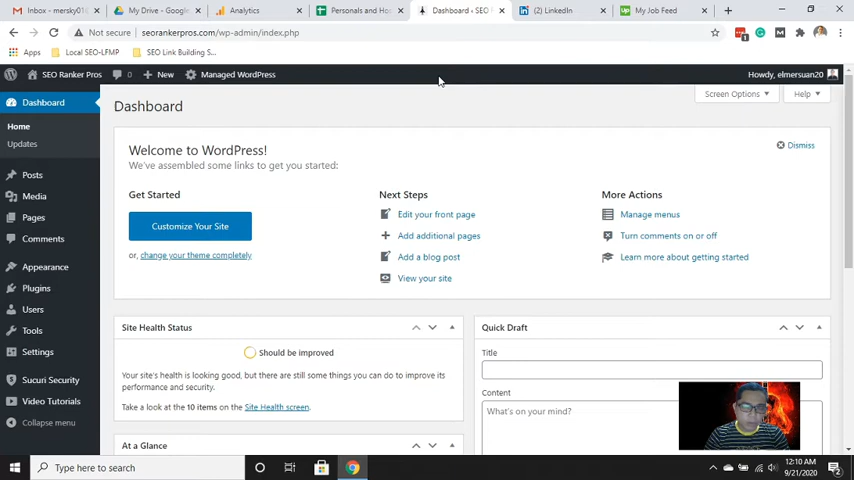 Inbox - mersky01
My Drive - Google
Analytics
Personals and Ho
Dashboard ‹ SEO
(2) LinkedIn
My Job Feed
Not secure | seorankerpros.com/wp-admin/index.php
Apps Local SEO-LFMP SEO Link Building S
SEO Ranker Pros 0 New Managed WordPress Howdy, elmersuan20
Screen Options Help
Dashboard
Home
Updates
Posts
Media
Pages
Comments
Appearance
Plugins
Users
Tools
Settings
Sucuri Security
Video Tutorials
Collapse menu
Dashboard
Welcome to WordPress!
Dismiss
We've assembled some links to get you started:
Get Started
Customize Your Site
or, change your theme completely
Next Steps
Edit your front page
Add additional pages
Add a blog post
View your site
More Actions
Manage menus
Turn comments on or off
Learn more about getting started
Site Health Status
Should be improved
Your site's health is looking good, but there are still some things you can do to improve its
performance and security.
Take a look at the 10 items on the Site Health screen.
At a Glance
Quick Draft
Title
Content
What's on your mind?
Type here to search
12:10 AM
9/21/2020
2